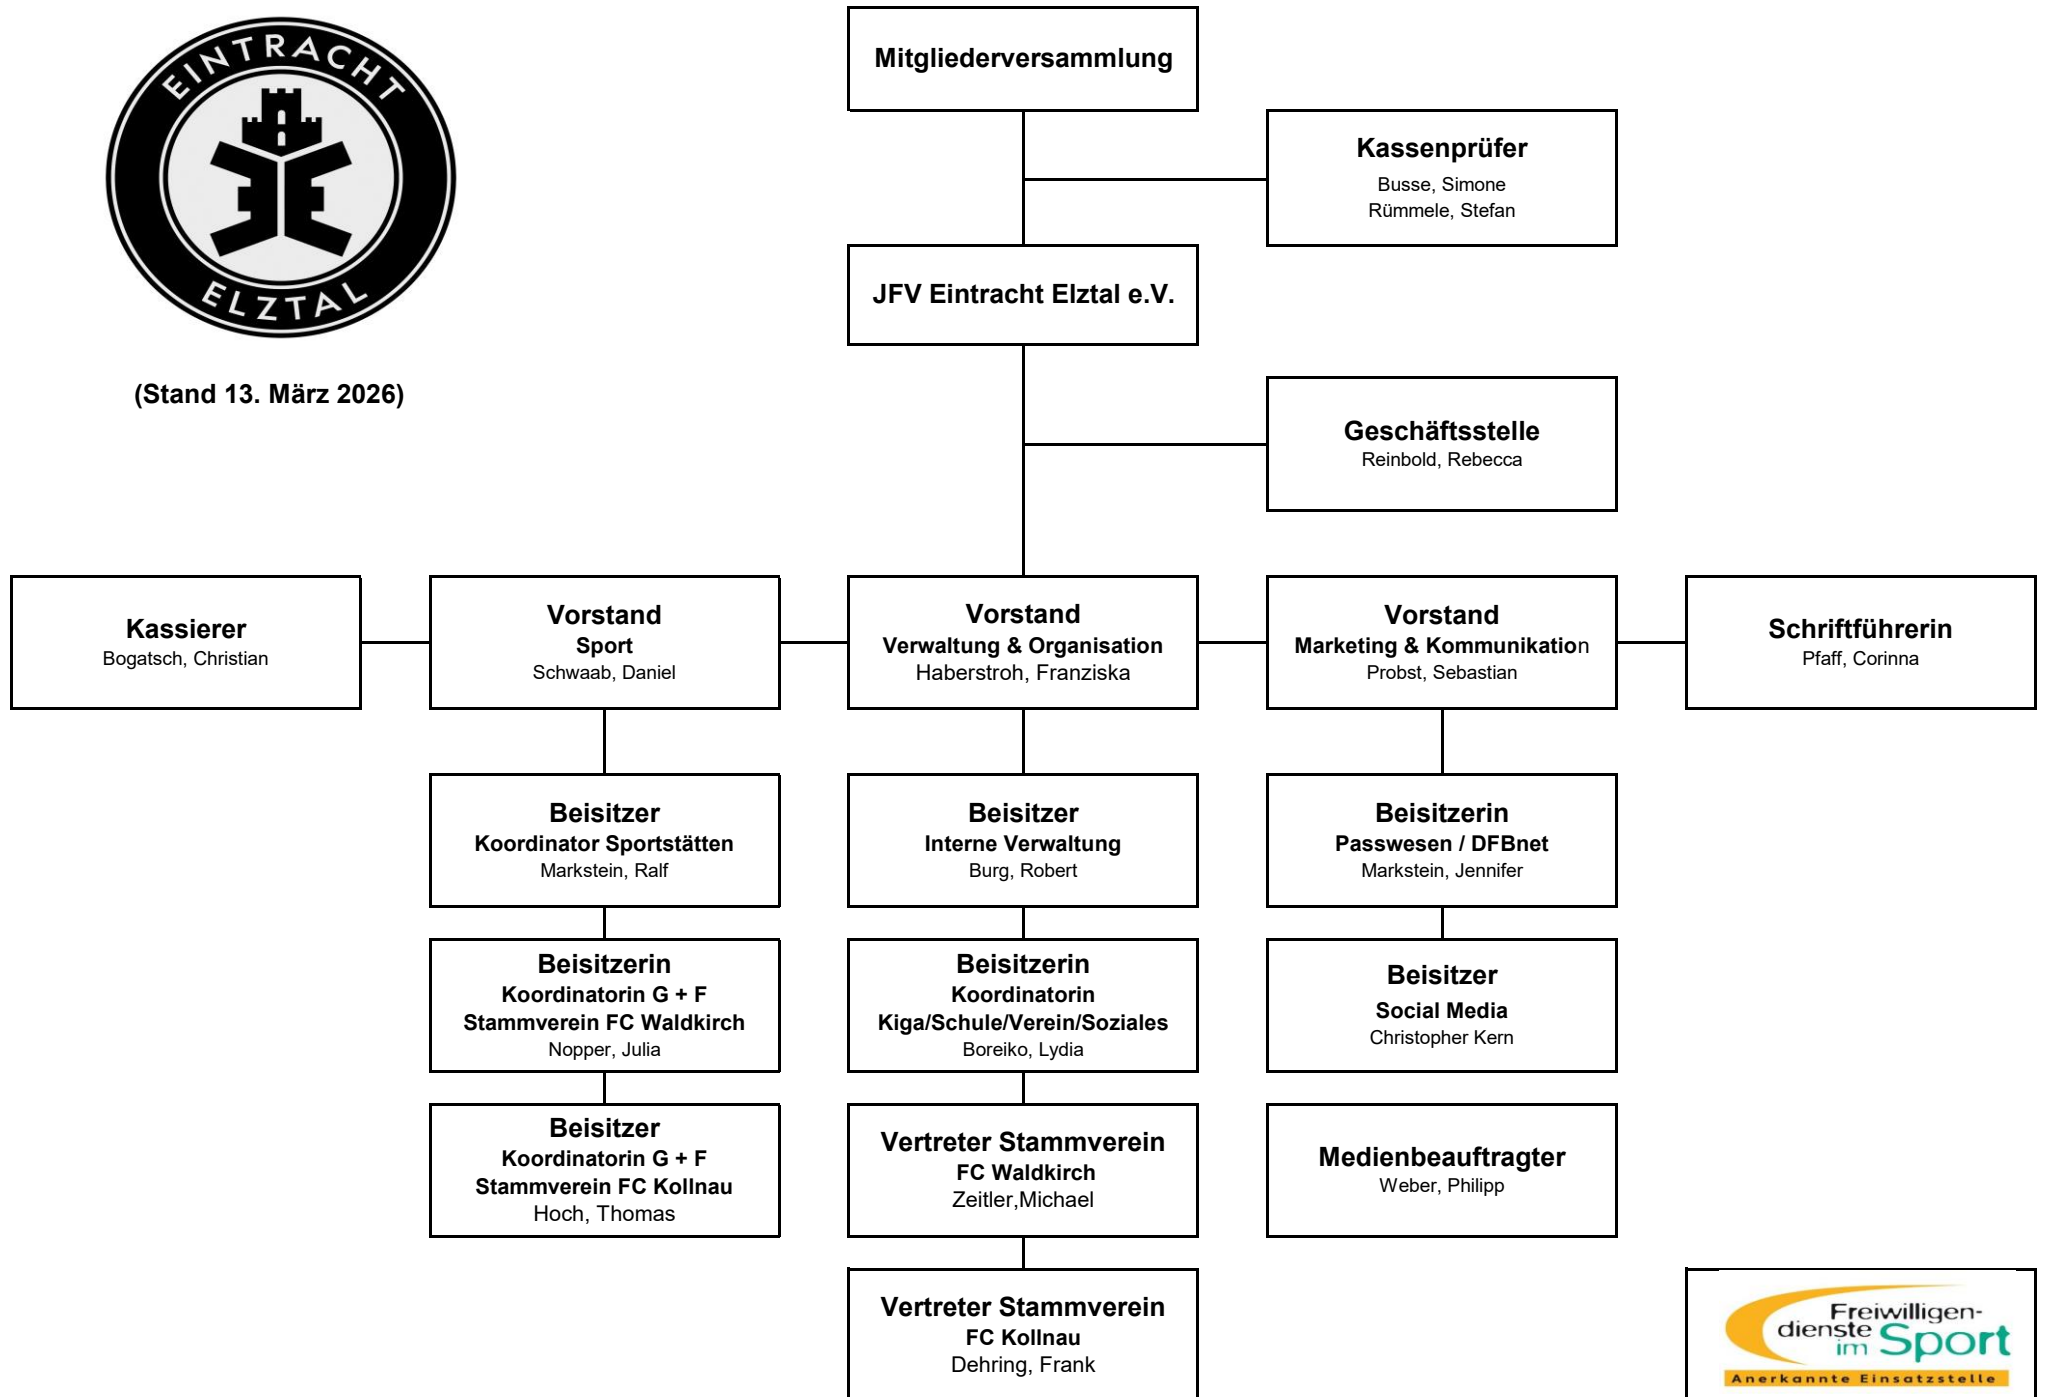 EINTRACHT
ELZTAL
(Stand 13. März 2026)
Mitgliederversammlung
Kassenprüfer
Busse, Simone
Rümmele, Stefan
JFV Eintracht Elztal e.V.
Geschäftsstelle
Reinbold, Rebecca
Kassierer
Bogatsch, Christian
Vorstand
Sport
Schwaab, Daniel
Vorstand
Verwaltung & Organisation
Haberstroh, Franziska
Vorstand
Marketing & Kommunikation
Probst, Sebastian
Schriftführerin
Pfaff, Corinna
Beisitzer
Koordinator Sportstätten
Markstein, Ralf
Beisitzer
Interne Verwaltung
Burg, Robert
Beisitzerin
Passwesen / DFBnet
Markstein, Jennifer
Beisitzerin
Koordinatorin G + F
Stammverein FC Waldkirch
Nopper, Julia
Beisitzerin
Koordinatorin
Kiga/Schule/Verein/Soziales
Boreiko, Lydia
Beisitzer
Social Media
Christopher Kern
Beisitzer
Koordinatorin G + F
Stammverein FC Kollnau
Hoch, Thomas
Vertreter Stammverein
FC Waldkirch
Zeitler,Michael
Medienbeauftragter
Weber, Philipp
Vertreter Stammverein
FC Kollnau
Dehring, Frank
Freiwilligen-
dienste
im Sport
Anerkannte Einsatzstelle